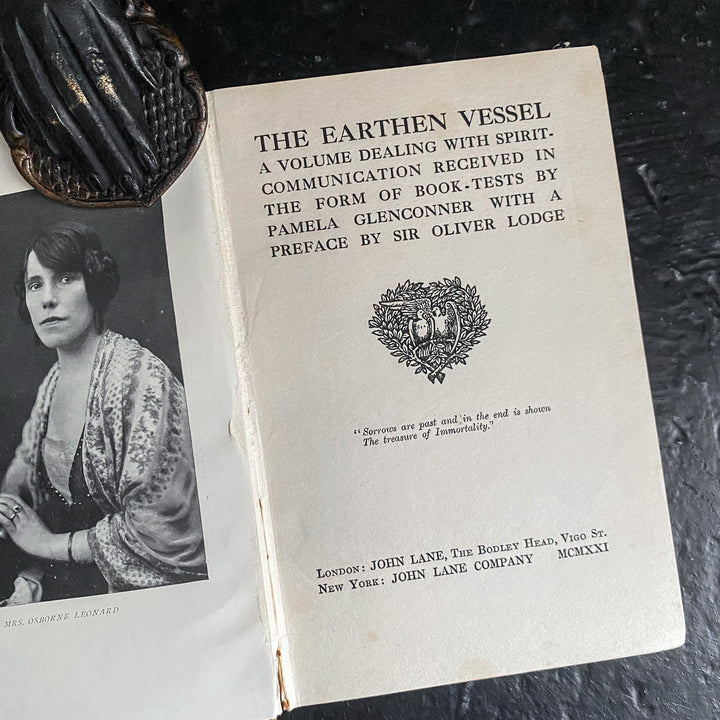 MRS. OSBORNE LEONARD
THE EARTHEN VESSEL
A VOLUME DEALING WITH SPIRIT-
COMMUNICATION RECEIVED IN
THE FORM OF BOOK-TESTS BY
PAMELA GLENCONNER WITH A
PREFACE BY SIR OLIVER LODGE
"Sorrows are past and in the end is shown
The treasure of Immortality."
LONDON: JOHN LANE, THE BODLEY HEAD, VIGO ST.
NEW YORK: JOHN LANE COMPANY MCMXXI